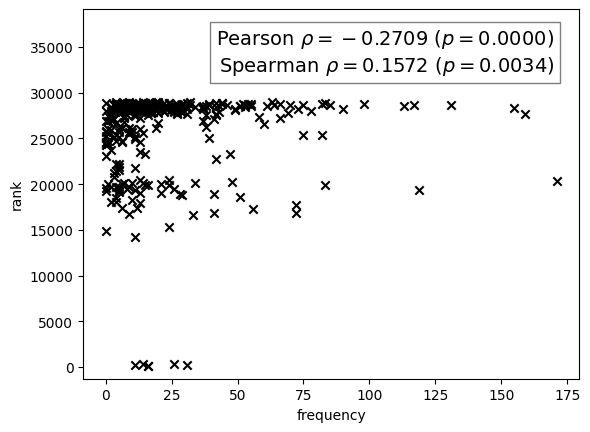 Pearson ρ = −0.2709 (p = 0.0000)
Spearman ρ = 0.1572 (p = 0.0034)
35000
30000
25000
20000
15000
10000
5000
0
rank
0 25 50 75 100 125 150 175
frequency